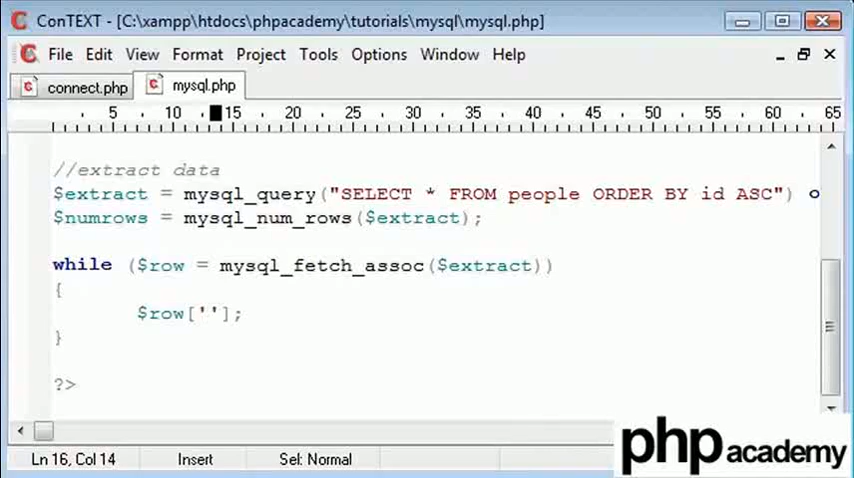 ConTEXT - [C:\xampp\htdocs\phpacademy\tutorials\mysql\mysql.php]
File Edit View Format Project Tools Options Window Help
connect.php mysql.php
5 10 15 20 25 30 35 40 45 50 55 60 65
//extract data
$extract = mysql_query("SELECT * FROM people ORDER BY id ASC") o
$numrows = mysql_num_rows($extract);
while ($row = mysql_fetch_assoc($extract))
{
$row[''];
}
?>
Ln 16, Col 14 Insert Sel: Normal
php academy